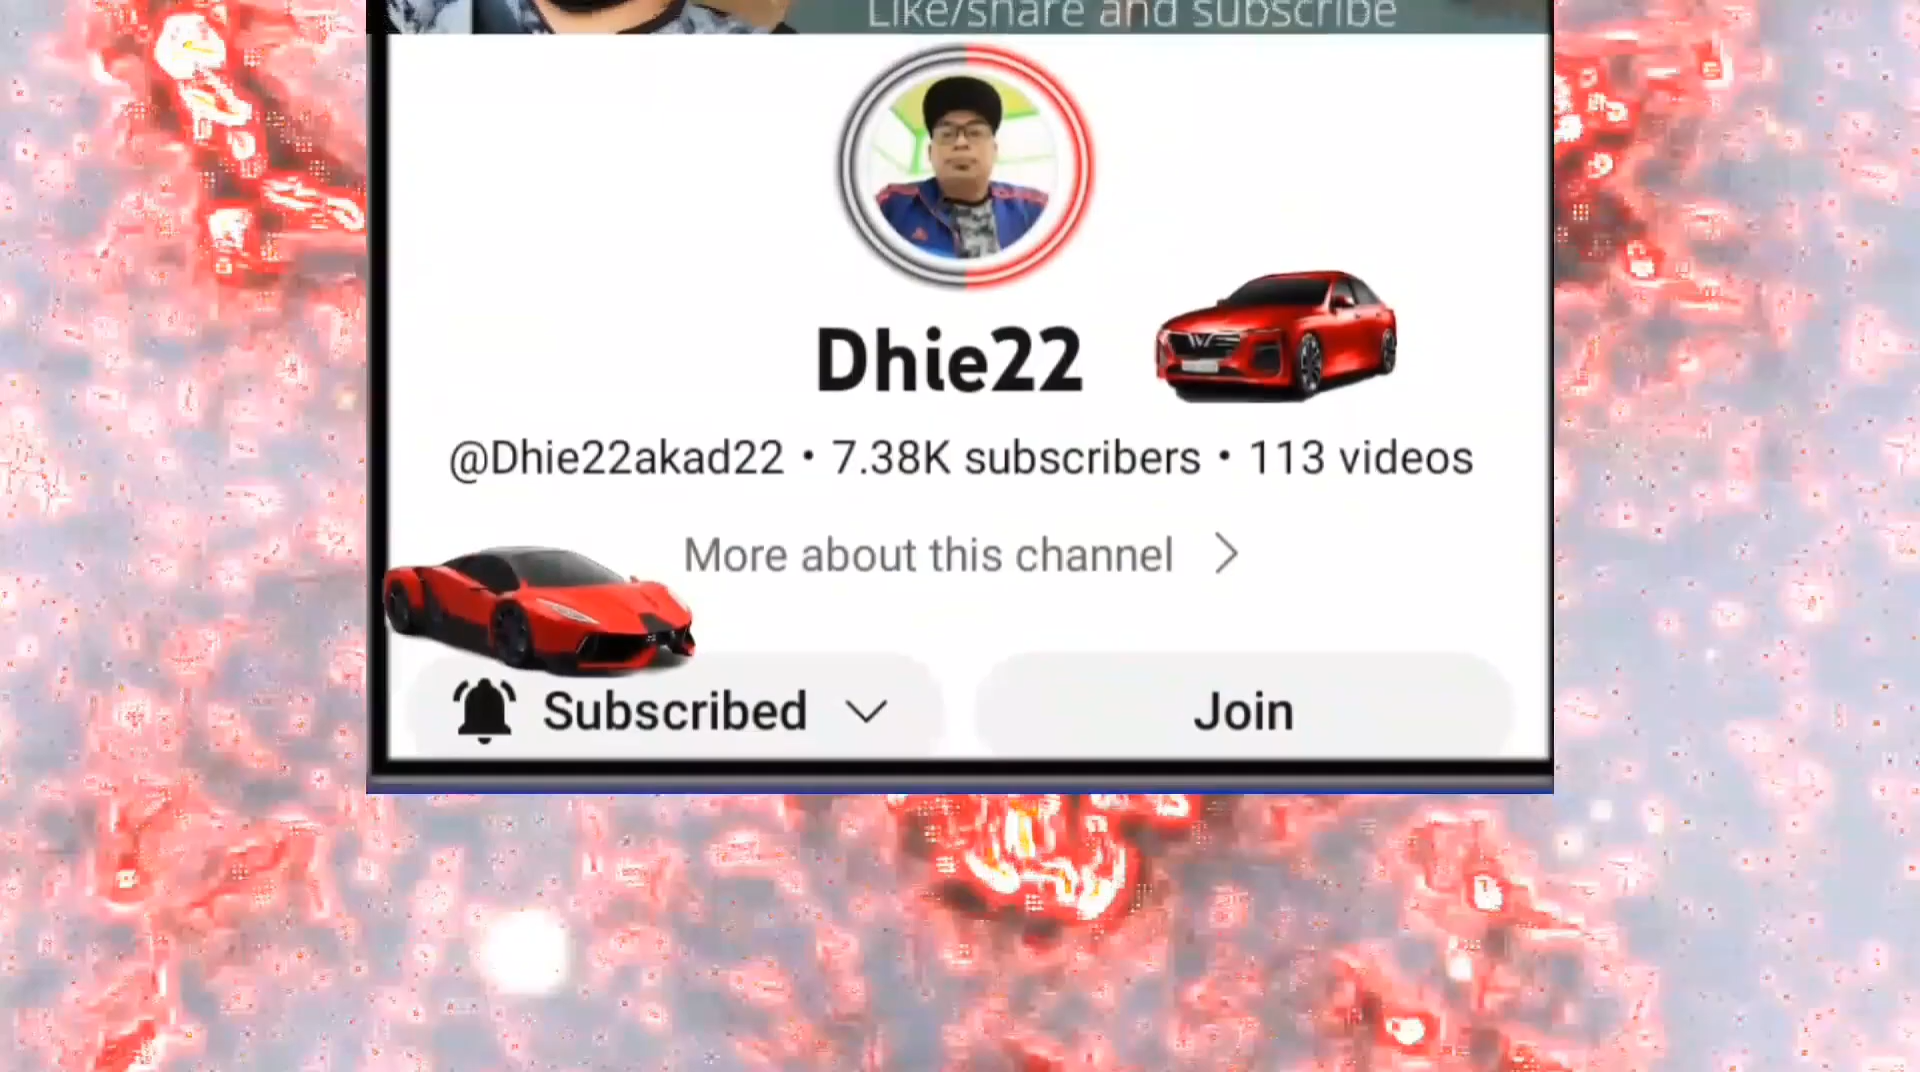 Like/share and subscribe
Dhie22
@Dhie22akad22 • 7.38K subscribers • 113 videos
More about this channel
Subscribed
Join